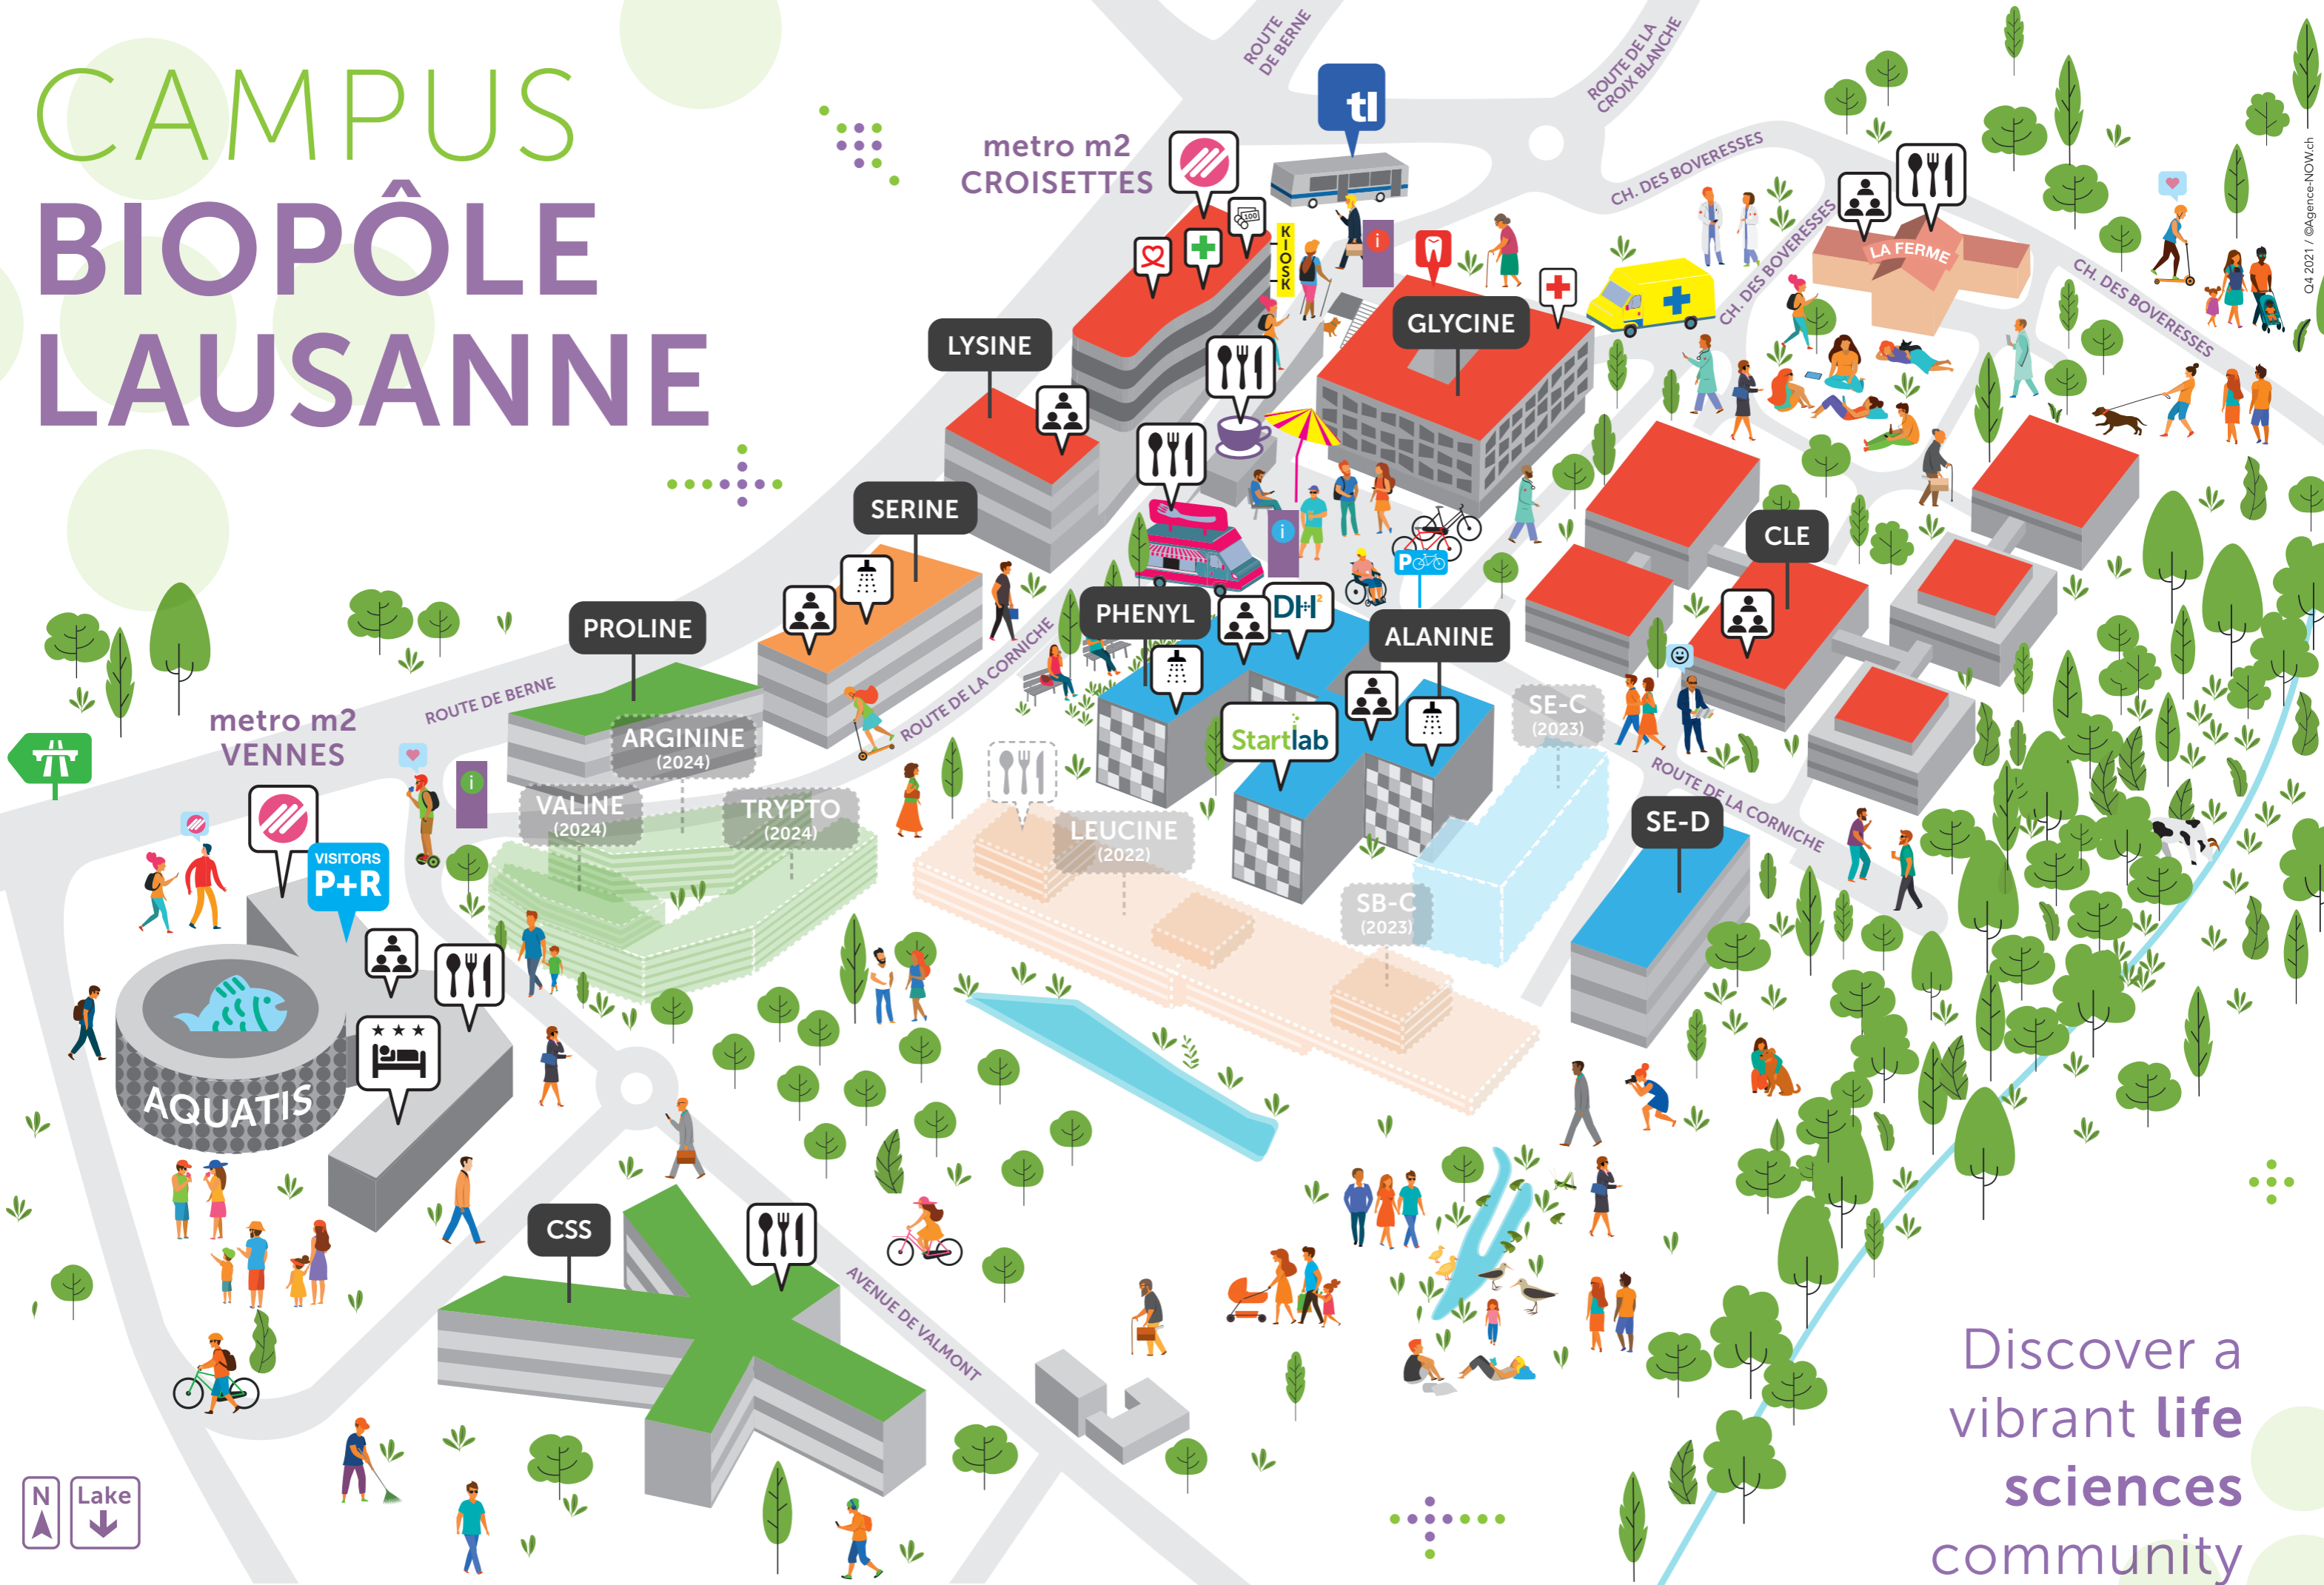 CAMPUS
BIOPÔLE
LAUSANNE
ROUTE
DE BERNE
ROUTE DE LA
CROIX BLANCHE
tl
metro m2
CROISETTES
CH. DES BOVERESSES
CH. DES BOVERESSES
CH. DES BOVERESSES
Q4 2021 / ©Agence-NOW.ch
LA FERME
100
KIOSK
i
GLYCINE
LYSINE
SERINE
i
P
CLE
PROLINE
PHENYL
DH²
ALANINE
ROUTE DE BERNE
ROUTE DE LA CORNICHE
metro m2
VENNES
i
ARGININE
(2024)
VALINE
(2024)
TRYPTO
(2024)
Startlab
SE-C
(2023)
ROUTE DE LA CORNICHE
LEUCINE
(2022)
SE-D
SB-C
(2023)
VISITORS
P+R
AQUATIS
CSS
AVENUE DE VALMONT
N
Lake
Discover a
vibrant life
sciences
community